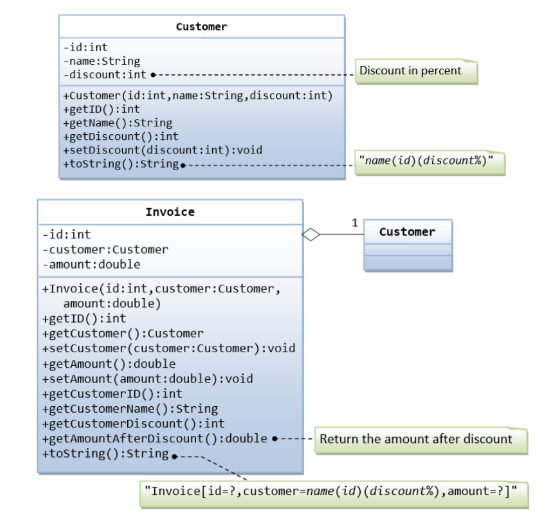 Customer
-id:int
-name:String
-discount:int
Discount in percent
+Customer(id:int,name:String,discount:int)
+getID():int
+getName():String
+getDiscount():int
+setDiscount(discount:int):void
+toString():String
"name(id)(discount%)"
Invoice
-id:int
-customer:Customer
-amount:double
1
Customer
+Invoice(id:int,customer:Customer,
amount:double)
+getID():int
+getCustomer():Customer
+setCustomer(customer:Customer):void
+getAmount():double
+setAmount(amount:double):void
+getCustomerID():int
+getCustomerName():String
+getCustomerDiscount():int
+getAmountAfterDiscount():double
Return the amount after discount
+toString():String
"Invoice[id=?,customer=name(id)(discount%),amount=?]"